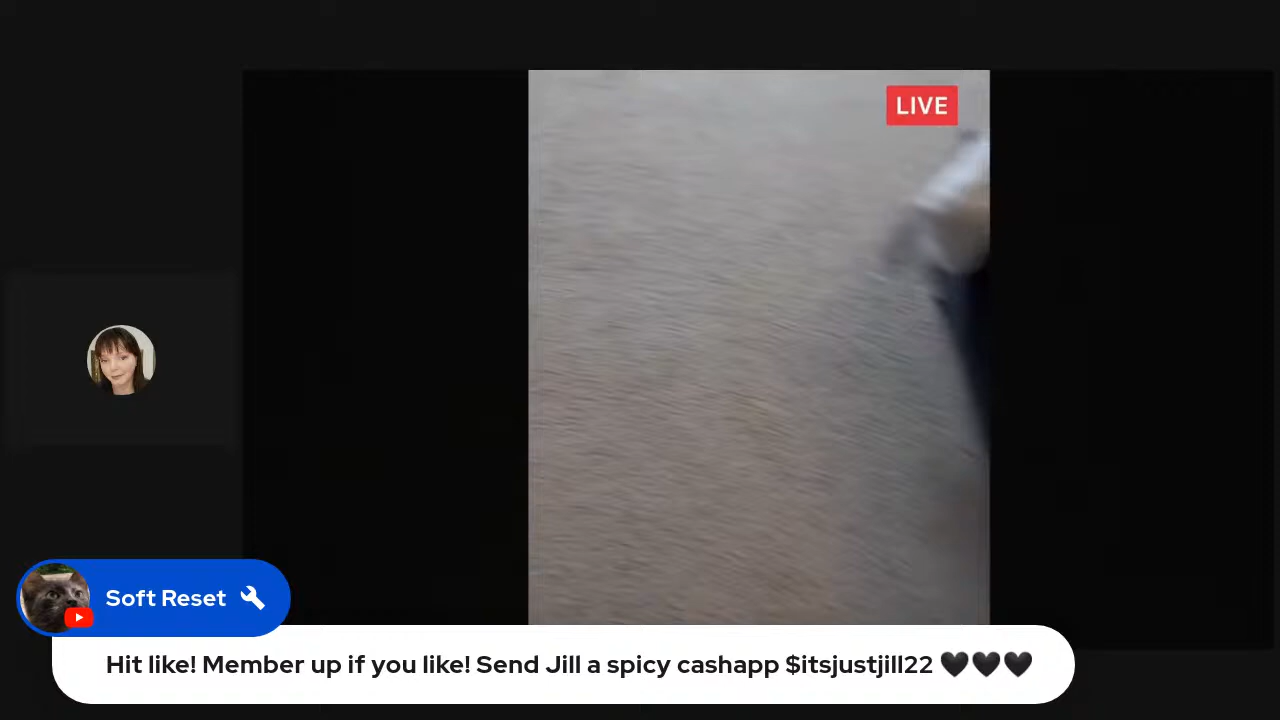 LIVE
Soft Reset
Hit like! Member up if you like! Send Jill a spicy cashapp $itsjustjill22 🖤🖤🖤